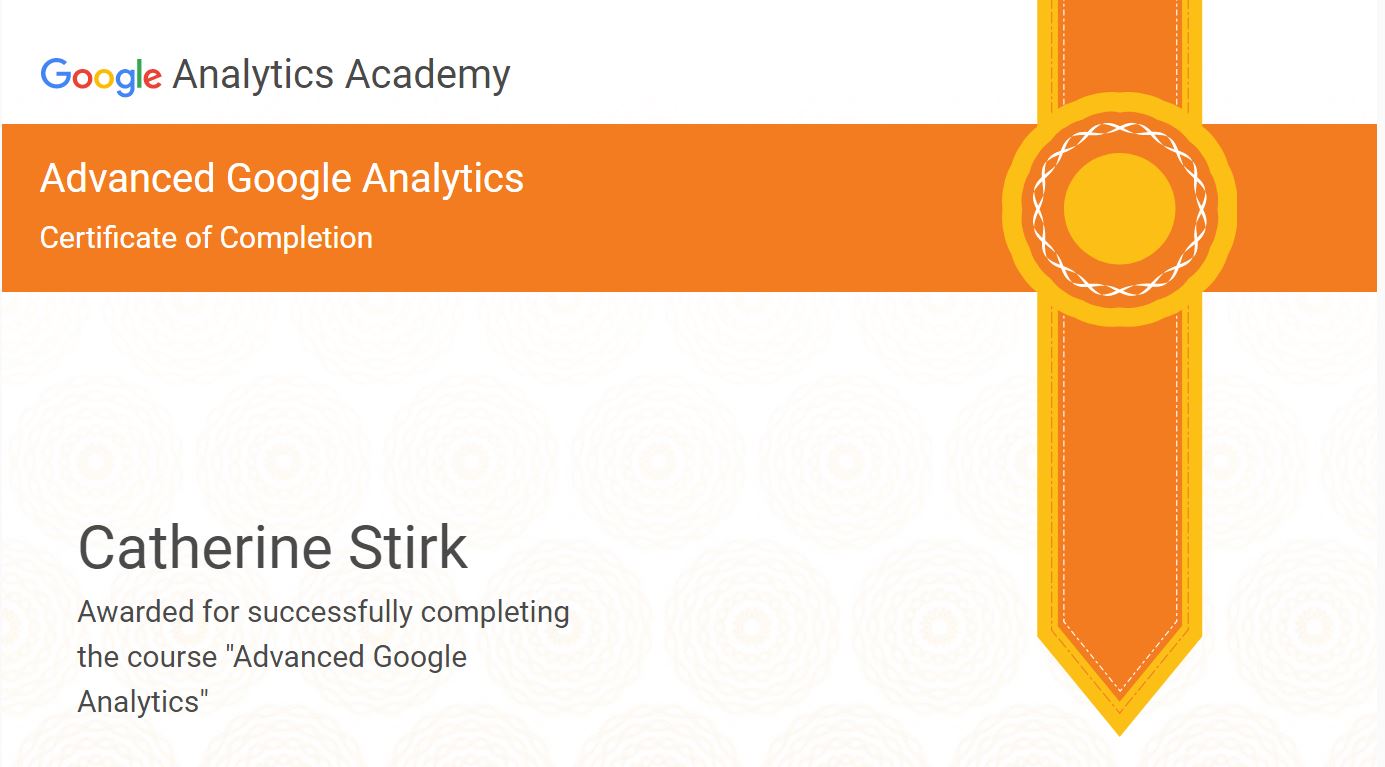 Google Analytics Academy
Advanced Google Analytics
Certificate of Completion
Catherine Stirk
Awarded for successfully completing
the course "Advanced Google
Analytics"